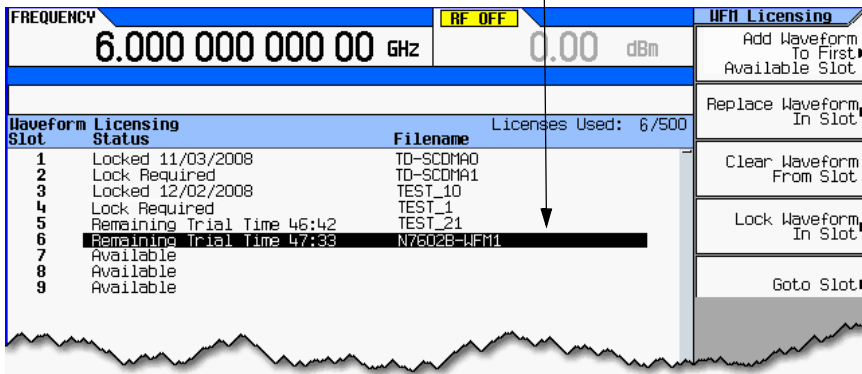 FREQUENCY
RF OFF
6.000 000 000 00 GHz
0.00 dBm
Waveform Licensing
Licenses Used: 6/500
Slot Status Filename
1 Locked 11/03/2008 TD-SCDMA0
2 Lock Required TD-SCDMA1
3 Locked 12/02/2008 TEST_10
4 Lock Required TEST_1
5 Remaining Trial Time 46:42 TEST_21
6 Remaining Trial Time 47:33 N7602B-WFM1
7 Available
8 Available
9 Available
WFM Licensing
Add Waveform
To First
Available Slot
Replace Waveform
In Slot
Clear Waveform
From Slot
Lock Waveform
In Slot
Goto Slot